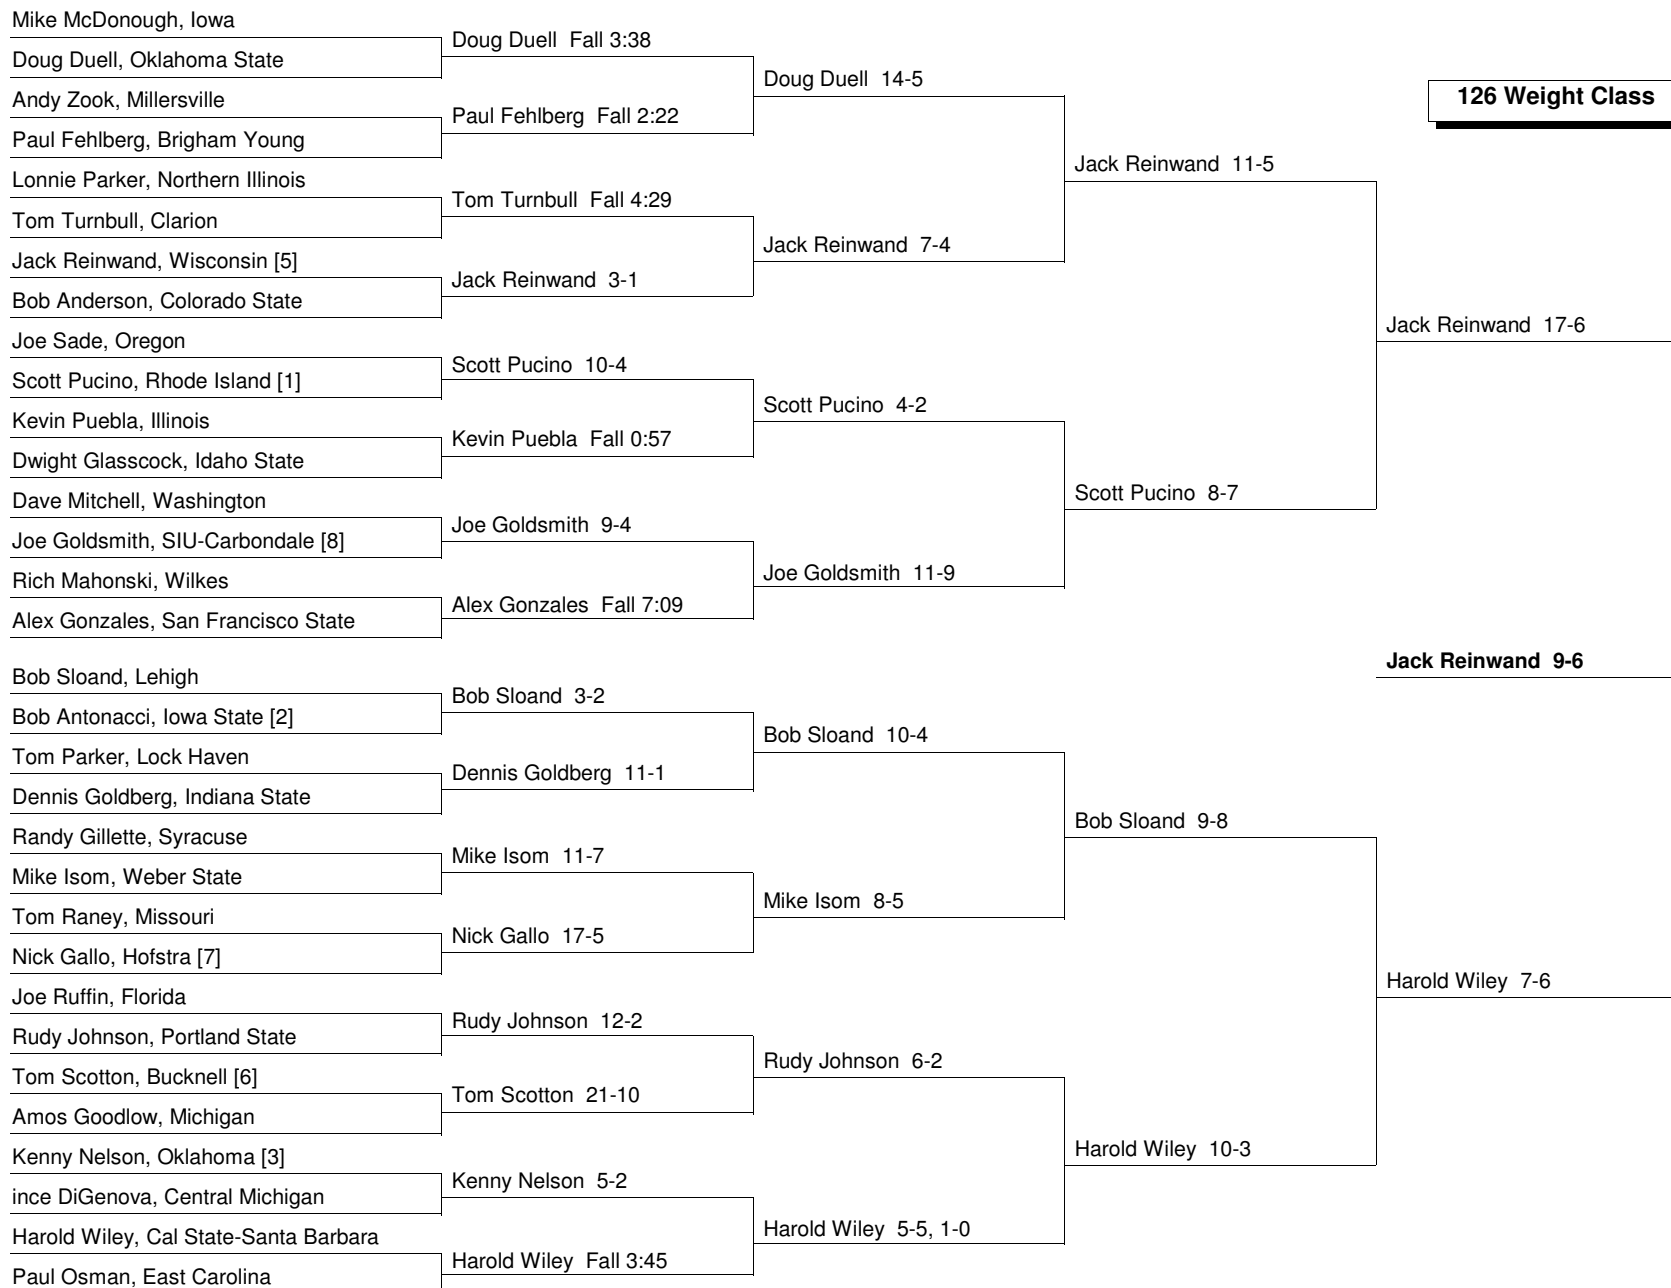 Mike McDonough, Iowa
Doug Duell, Oklahoma State
Andy Zook, Millersville
Paul Fehlberg, Brigham Young
Lonnie Parker, Northern Illinois
Tom Turnbull, Clarion
Jack Reinwand, Wisconsin [5]
Bob Anderson, Colorado State
Joe Sade, Oregon
Scott Pucino, Rhode Island [1]
Kevin Puebla, Illinois
Dwight Glasscock, Idaho State
Dave Mitchell, Washington
Joe Goldsmith, SIU-Carbondale [8]
Rich Mahonski, Wilkes
Alex Gonzales, San Francisco State
Bob Sloand, Lehigh
Bob Antonacci, Iowa State [2]
Tom Parker, Lock Haven
Dennis Goldberg, Indiana State
Randy Gillette, Syracuse
Mike Isom, Weber State
Tom Raney, Missouri
Nick Gallo, Hofstra [7]
Joe Ruffin, Florida
Rudy Johnson, Portland State
Tom Scotton, Bucknell [6]
Amos Goodlow, Michigan
Kenny Nelson, Oklahoma [3]
ince DiGenova, Central Michigan
Harold Wiley, Cal State-Santa Barbara
Paul Osman, East Carolina
Doug Duell Fall 3:38
Paul Fehlberg Fall 2:22
Tom Turnbull Fall 4:29
Jack Reinwand 3-1
Scott Pucino 10-4
Kevin Puebla Fall 0:57
Joe Goldsmith 9-4
Alex Gonzales Fall 7:09
Bob Sloand 3-2
Dennis Goldberg 11-1
Mike Isom 11-7
Nick Gallo 17-5
Rudy Johnson 12-2
Tom Scotton 21-10
Kenny Nelson 5-2
Harold Wiley Fall 3:45
Doug Duell 14-5
Jack Reinwand 7-4
Scott Pucino 4-2
Joe Goldsmith 11-9
Bob Sloand 10-4
Mike Isom 8-5
Rudy Johnson 6-2
Harold Wiley 5-5, 1-0
Jack Reinwand 11-5
Scott Pucino 8-7
Bob Sloand 9-8
Harold Wiley 10-3
126 Weight Class
Jack Reinwand 17-6
Jack Reinwand 9-6
Harold Wiley 7-6